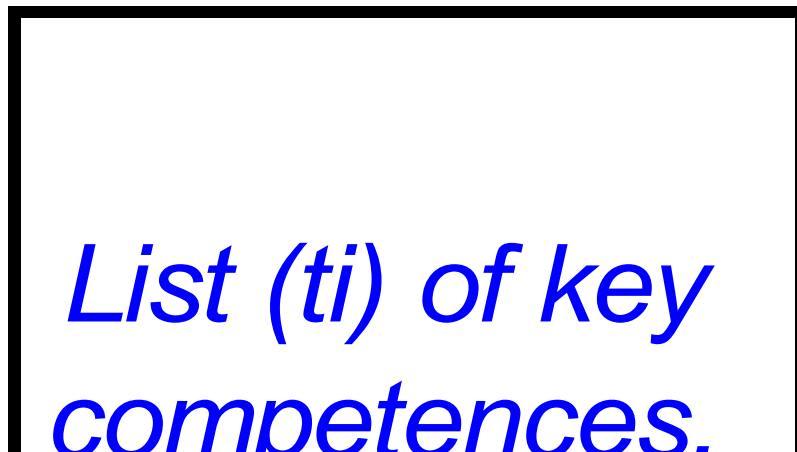 List (ti) of key
competences.